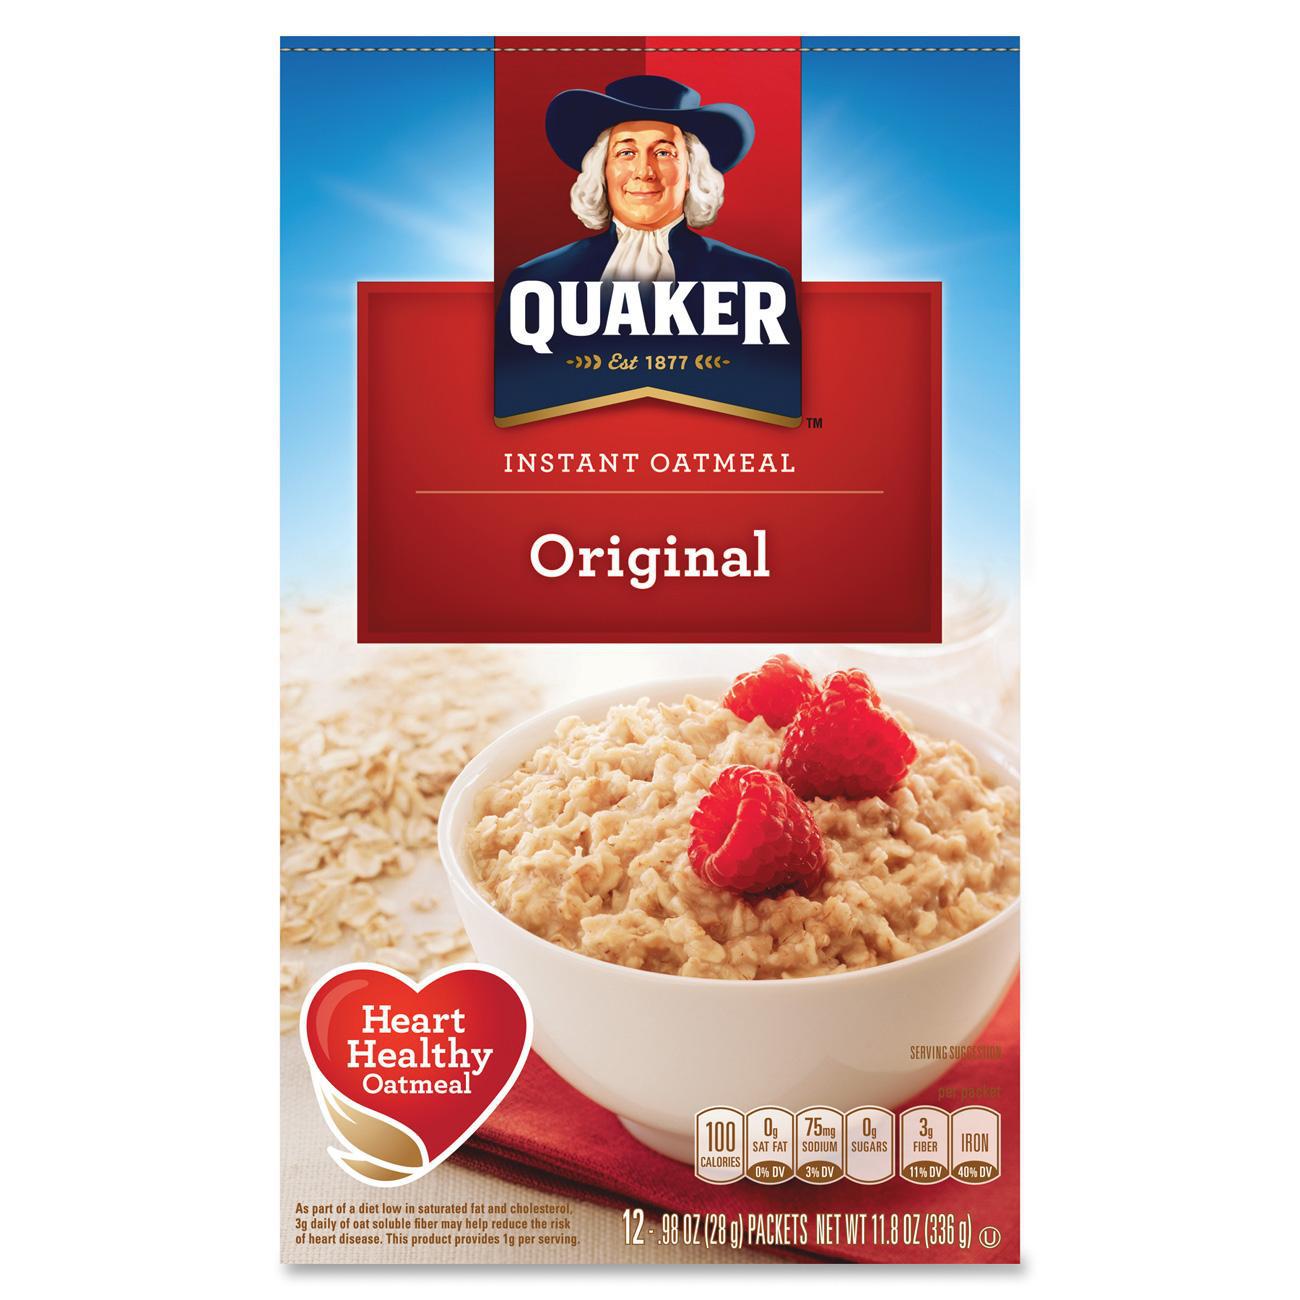 QUAKER
Est 1877
TM
INSTANT OATMEAL
Original
Heart
Healthy
Oatmeal
SERVING SUGGESTION
per packet
100
CALORIES
0g
SAT FAT
0% DV
75mg
SODIUM
3% DV
0g
SUGARS
3g
FIBER
11% DV
IRON
40% DV
As part of a diet low in saturated fat and cholesterol,
3g daily of oat soluble fiber may help reduce the risk
of heart disease. This product provides 1g per serving.
12 - .98 OZ (28 g) PACKETS NET WT 11.8 OZ (336 g) U